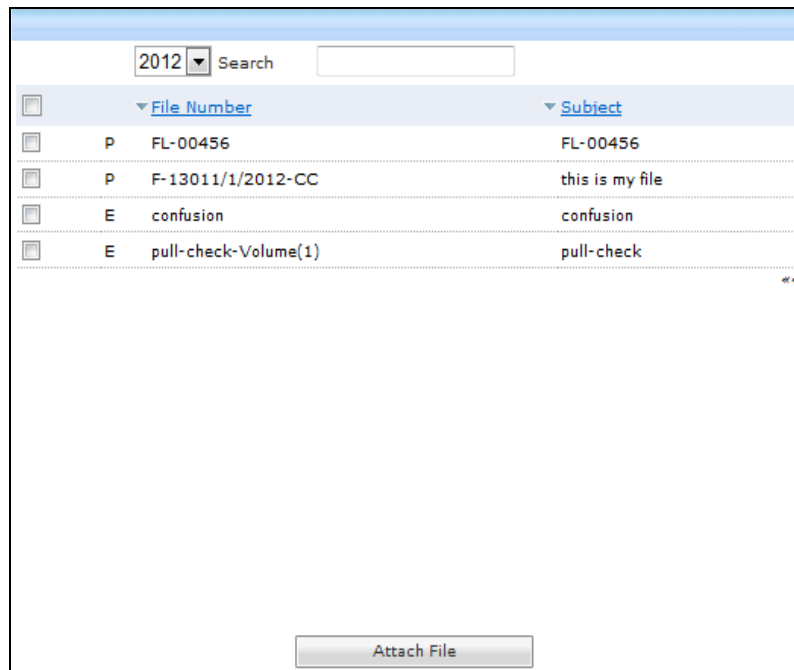 2012 Search
File Number Subject
P FL-00456 FL-00456
P F-13011/1/2012-CC this is my file
E confusion confusion
E pull-check-Volume(1) pull-check
Attach File